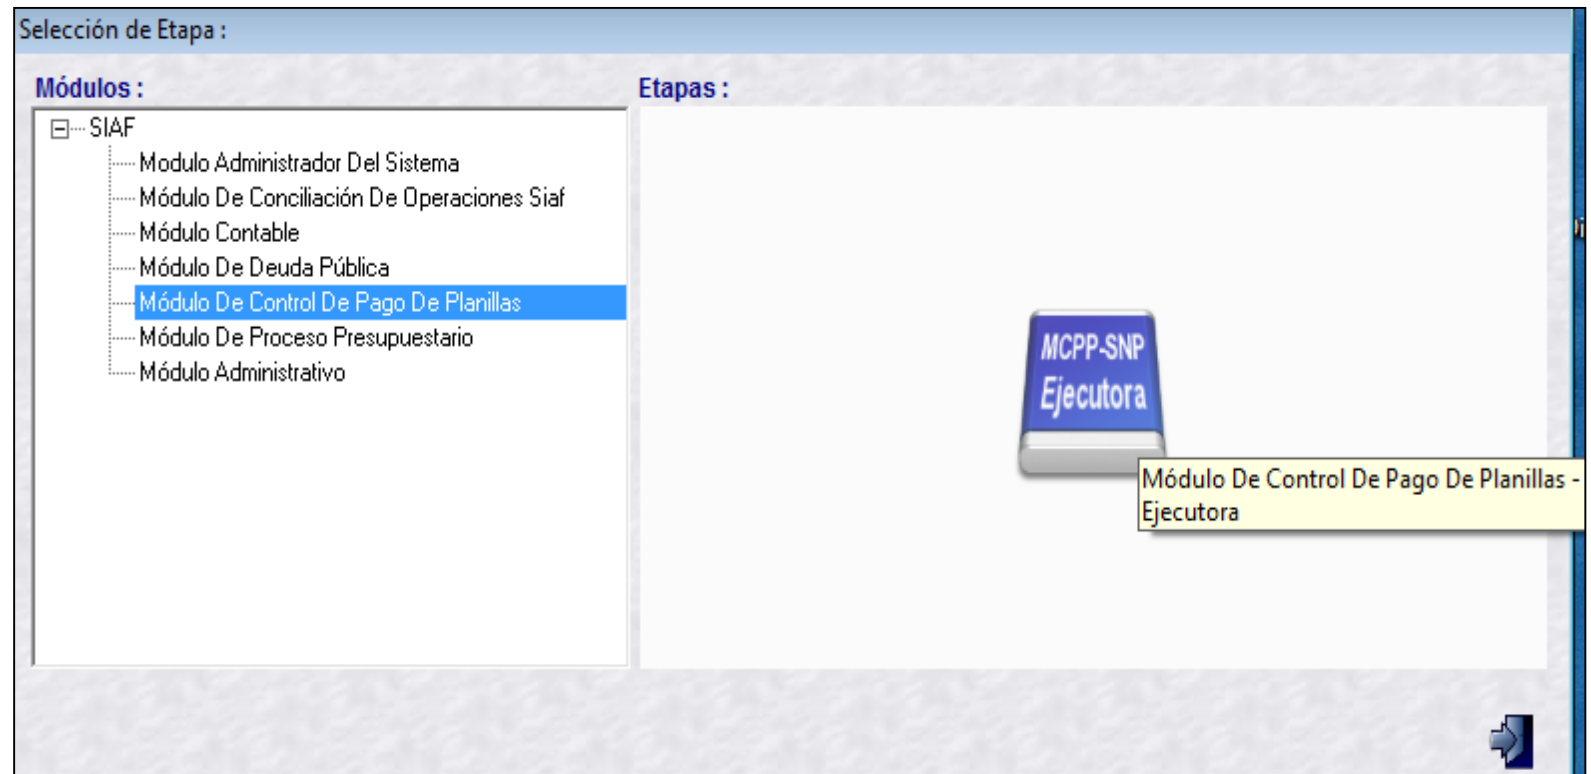 Selección de Etapa :
Módulos :
Etapas :
SIAF
Modulo Administrador Del Sistema
Módulo De Conciliación De Operaciones Siaf
Módulo Contable
Módulo De Deuda Pública
Módulo De Control De Pago De Planillas
Módulo De Proceso Presupuestario
Módulo Administrativo
MCPP-SNP
Ejecutora
Módulo De Control De Pago De Planillas -
Ejecutora